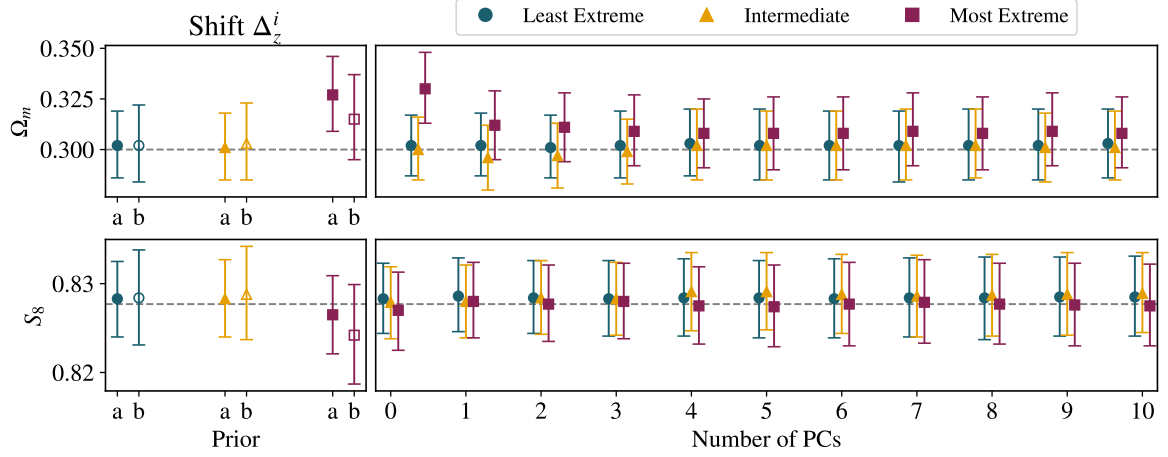 Shift Δ_z^i
Least Extreme
Intermediate
Most Extreme
0.350
0.325
0.300
Ω_m
a b a b a b
0.83
0.82
S_8
a b a b a b
0 1 2 3 4 5 6 7 8 9 10
Prior
Number of PCs